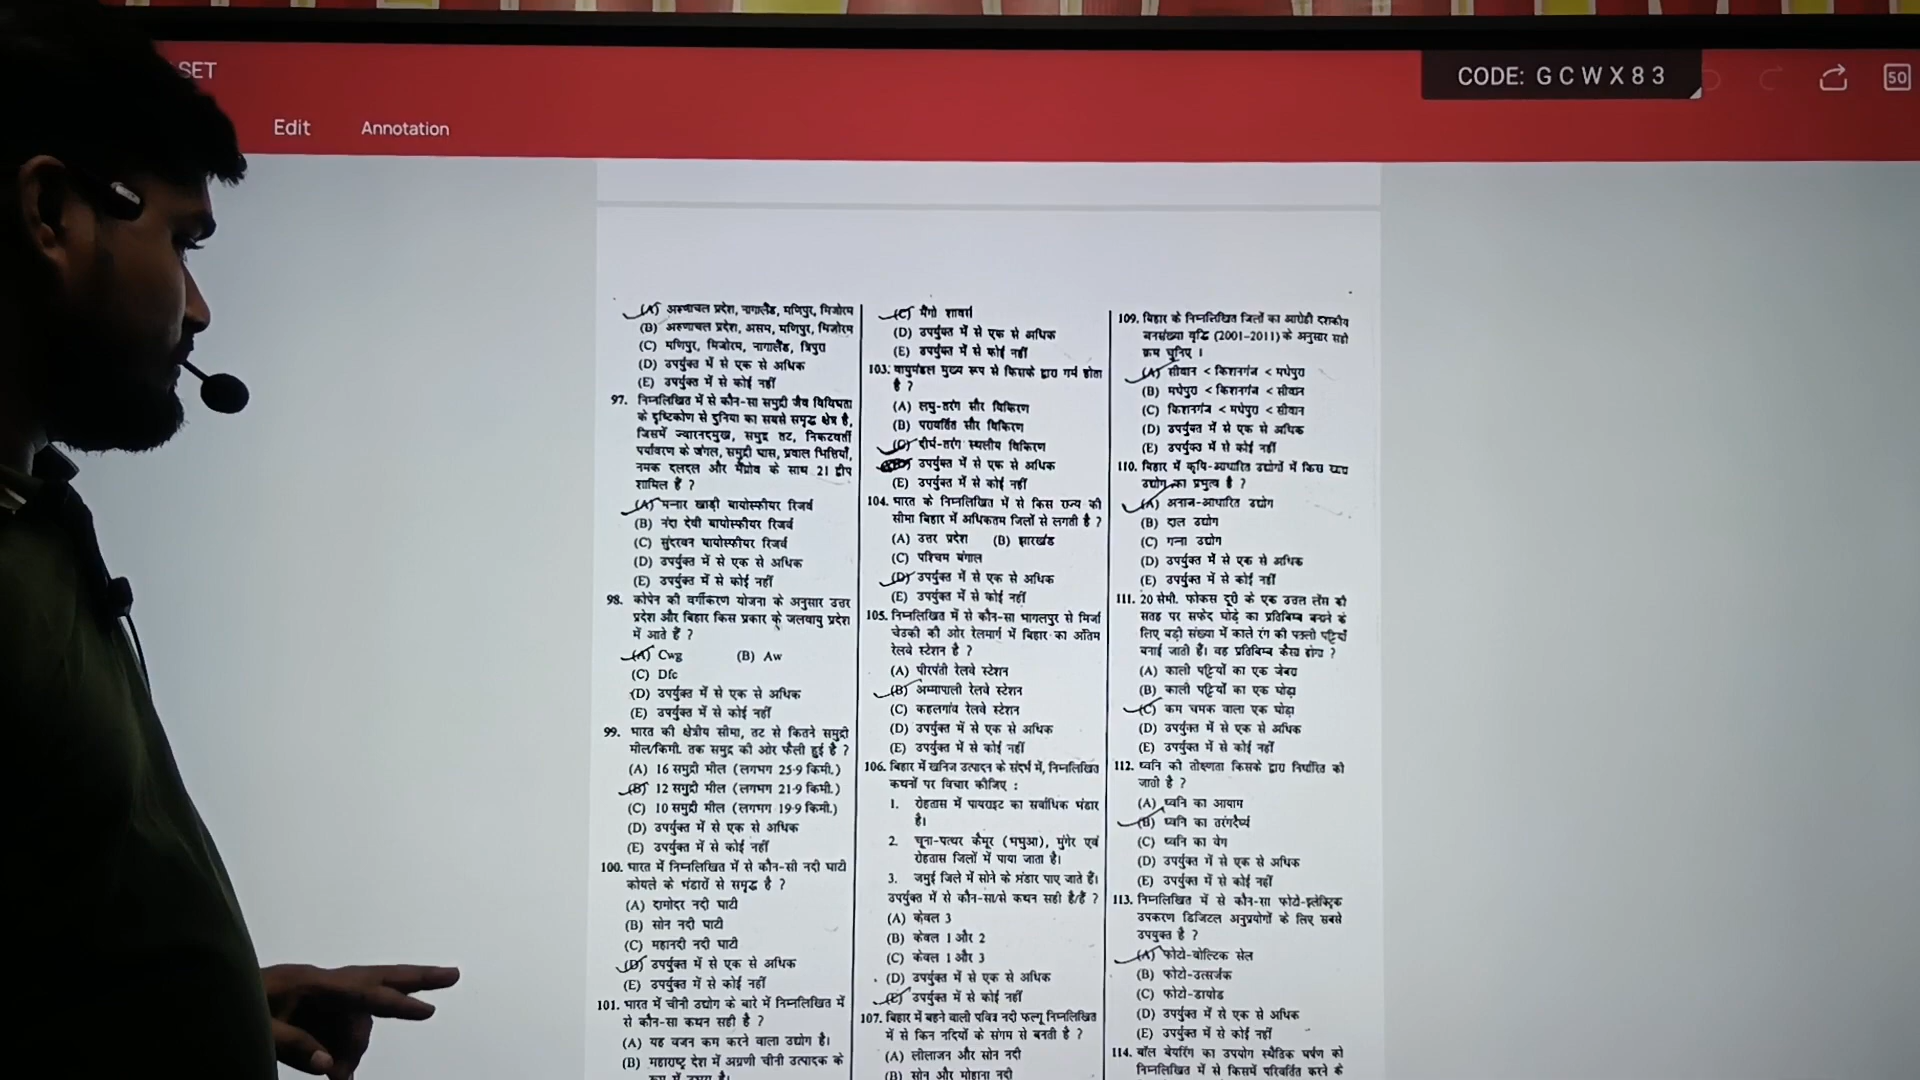 SET
CODE: G C W X 8 3
50
Edit
Annotation
(A) अरुणाचल प्रदेश, नागालैंड, मणिपुर, मिजोरम
(B) अरुणाचल प्रदेश, असम, मणिपुर, मिजोरम
(C) मणिपुर, मिजोरम, नागालैंड, त्रिपुरा
(D) उपर्युक्त में से एक से अधिक
(E) उपर्युक्त में से कोई नहीं
97. निम्नलिखित में से कौन-सा समुद्री जैव विविधता
के दृष्टिकोण से दुनिया का सबसे समृद्ध क्षेत्र है,
जिसमें ज्वारनदमुख, समुद्र तट, निकटवर्ती
पर्यावरण के जंगल, समुद्री घास, प्रवाल भित्तियाँ,
नमक दलदल और मैंग्रोव के साथ 21 द्वीप
शामिल हैं ?
(A) मन्नार खाड़ी बायोस्फीयर रिजर्व
(B) नंदा देवी बायोस्फीयर रिजर्व
(C) सुंदरवन बायोस्फीयर रिजर्व
(D) उपर्युक्त में से एक से अधिक
(E) उपर्युक्त में से कोई नहीं
98. कोपेन की वर्गीकरण योजना के अनुसार उत्तर
प्रदेश और बिहार किस प्रकार के जलवायु प्रदेश
में आते हैं ?
(A) Cwg (B) Aw
(C) Dfc
(D) उपर्युक्त में से एक से अधिक
(E) उपर्युक्त में से कोई नहीं
99. भारत की क्षेत्रीय सीमा, तट से कितने समुद्री
मील/किमी. तक समुद्र की ओर फैली हुई है ?
(A) 16 समुद्री मील (लगभग 25·9 किमी.)
(B) 12 समुद्री मील (लगभग 21·9 किमी.)
(C) 10 समुद्री मील (लगभग 19·9 किमी.)
(D) उपर्युक्त में से एक से अधिक
(E) उपर्युक्त में से कोई नहीं
100. भारत में निम्नलिखित में से कौन-सी नदी घाटी
कोयले के भंडारों से समृद्ध है ?
(A) दामोदर नदी घाटी
(B) सोन नदी घाटी
(C) महानदी नदी घाटी
(D) उपर्युक्त में से एक से अधिक
(E) उपर्युक्त में से कोई नहीं
101. भारत में चीनी उद्योग के बारे में निम्नलिखित में
से कौन-सा कथन सही है ?
(A) यह वजन कम करने वाला उद्योग है।
(B) महाराष्ट्र देश में अग्रणी चीनी उत्पादक के
(C) मैंगो शावर्स
(D) उपर्युक्त में से एक से अधिक
(E) उपर्युक्त में से कोई नहीं
103. वायुमंडल मुख्य रूप से किसके द्वारा गर्म होता
है ?
(A) लघु-तरंग सौर विकिरण
(B) परावर्तित सौर विकिरण
(C) दीर्घ-तरंग स्थलीय विकिरण
उपर्युक्त में से एक से अधिक
(E) उपर्युक्त में से कोई नहीं
104. भारत के निम्नलिखित में से किस राज्य की
सीमा बिहार में अधिकतम जिलों से लगती है ?
(A) उत्तर प्रदेश (B) झारखंड
(C) पश्चिम बंगाल
(D) उपर्युक्त में से एक से अधिक
(E) उपर्युक्त में से कोई नहीं
105. निम्नलिखित में से कौन-सा भागलपुर से मिर्जा
चेउकी की ओर रेलमार्ग में बिहार का अंतिम
रेलवे स्टेशन है ?
(A) पीरपंती रेलवे स्टेशन
(B) अम्मापाली रेलवे स्टेशन
(C) कहलगांव रेलवे स्टेशन
(D) उपर्युक्त में से एक से अधिक
(E) उपर्युक्त में से कोई नहीं
106. बिहार में खनिज उत्पादन के संदर्भ में, निम्नलिखित
कथनों पर विचार कीजिए :
1. रोहतास में पायराइट का सर्वाधिक भंडार
है।
2. चूना-पत्थर कैमूर (भभुआ), मुंगेर एवं
रोहतास जिलों में पाया जाता है।
3. जमुई जिले में सोने के भंडार पाए जाते हैं।
उपर्युक्त में से कौन-सा/से कथन सही है/हैं ?
(A) केवल 3
(B) केवल 1 और 2
(C) केवल 1 और 3
(D) उपर्युक्त में से एक से अधिक
(E) उपर्युक्त में से कोई नहीं
107. बिहार में बहने वाली पवित्र नदी फल्गू निम्नलिखित
में से किन नदियों के संगम से बनती है ?
(A) लीलाजन और सोन नदी
(B) सोन और मोहाना नदी
109. बिहार के निम्नलिखित जिलों का आरोही दशकीय
जनसंख्या वृद्धि (2001-2011) के अनुसार सही
क्रम चुनिए ।
(A) सीवान < किशनगंज < मधेपुरा
(B) मधेपुरा < किशनगंज < सीवान
(C) किशनगंज < मधेपुरा < सीवान
(D) उपर्युक्त में से एक से अधिक
(E) उपर्युक्त में से कोई नहीं
110. बिहार में कृषि-आधारित उद्योगों में किस
उद्योग का प्रभुत्व है ?
(A) अनाज-आधारित उद्योग
(B) दाल उद्योग
(C) गन्ना उद्योग
(D) उपर्युक्त में से एक से अधिक
(E) उपर्युक्त में से कोई नहीं
111. 20 सेमी. फोकस दूरी के एक उत्तल लेंस की
सतह पर सफेद घोड़े का प्रतिबिम्ब बनाने के
लिए बड़ी संख्या में काले रंग की पतली पट्टियाँ
बनाई जाती हैं। वह प्रतिबिम्ब कैसा होगा ?
(A) काली पट्टियों का एक जेबरा
(B) काली पट्टियों का एक घोड़ा
(C) कम चमक वाला एक घोड़ा
(D) उपर्युक्त में से एक से अधिक
(E) उपर्युक्त में से कोई नहीं
112. ध्वनि की तीक्ष्णता किसके द्वारा निर्धारित की
जाती है ?
(A) ध्वनि का आयाम
(B) ध्वनि का तरंगदैर्ध्य
(C) ध्वनि का वेग
(D) उपर्युक्त में से एक से अधिक
(E) उपर्युक्त में से कोई नहीं
113. निम्नलिखित में से कौन-सा फोटो-इलेक्ट्रिक
उपकरण डिजिटल अनुप्रयोगों के लिए सबसे
उपयुक्त है ?
(A) फोटो-वोल्टिक सेल
(B) फोटो-उत्सर्जक
(C) फोटो-डायोड
(D) उपर्युक्त में से एक से अधिक
(E) उपर्युक्त में से कोई नहीं
114. बॉल बेयरिंग का उपयोग स्थैतिक घर्षण को
निम्नलिखित में से किसमें परिवर्तित करने के